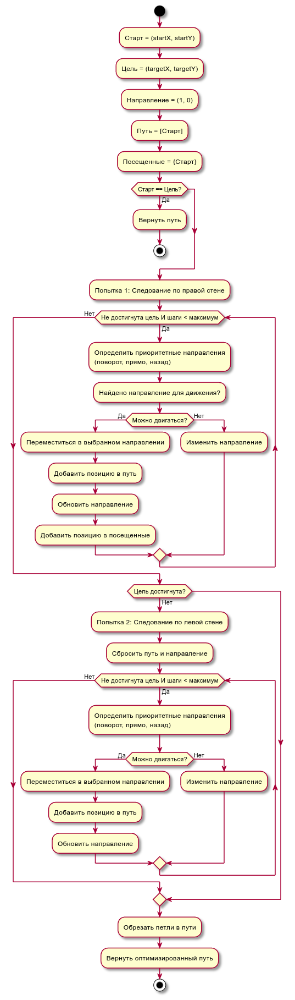 Старт = (startX, startY)
Цель = (targetX, targetY)
Направление = (1, 0)
Путь = [Старт]
Посещенные = {Старт}
Старт == Цель?
Да
Вернуть путь
Попытка 1: Следование по правой стене
Нет
Не достигнута цель И шаги < максимум
Да
Определить приоритетные направления
(поворот, прямо, назад)
Найдено направление для движения?
Да
Можно двигаться?
Нет
Переместиться в выбранном направлении
Изменить направление
Добавить позицию в путь
Обновить направление
Добавить позицию в посещенные
Цель достигнута?
Нет
Попытка 2: Следование по левой стене
Сбросить путь и направление
Нет
Не достигнута цель И шаги < максимум
Да
Определить приоритетные направления
(поворот, прямо, назад)
Да
Можно двигаться?
Нет
Переместиться в выбранном направлении
Изменить направление
Добавить позицию в путь
Обновить направление
Обрезать петли в пути
Вернуть оптимизированный путь